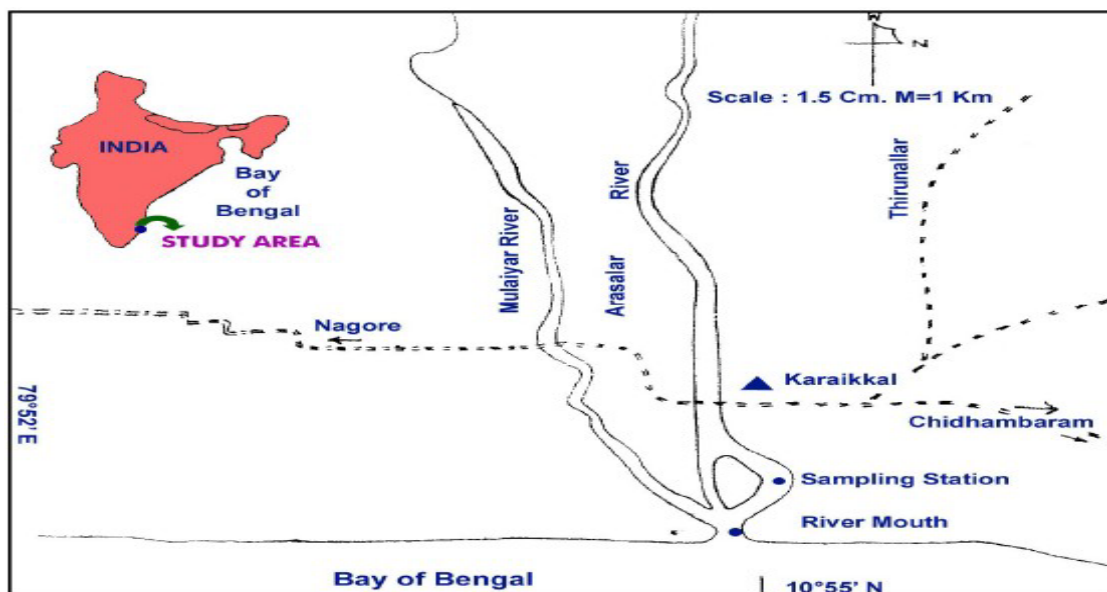 W
N
Scale : 1.5 Cm. M=1 Km
INDIA
Bay
of
Bengal
STUDY AREA
Mulaiyar River
Arasalar River
Thirunallar
Nagore
79°52' E
Karaikkal
Chidhambaram
Sampling Station
River Mouth
Bay of Bengal
10°55' N